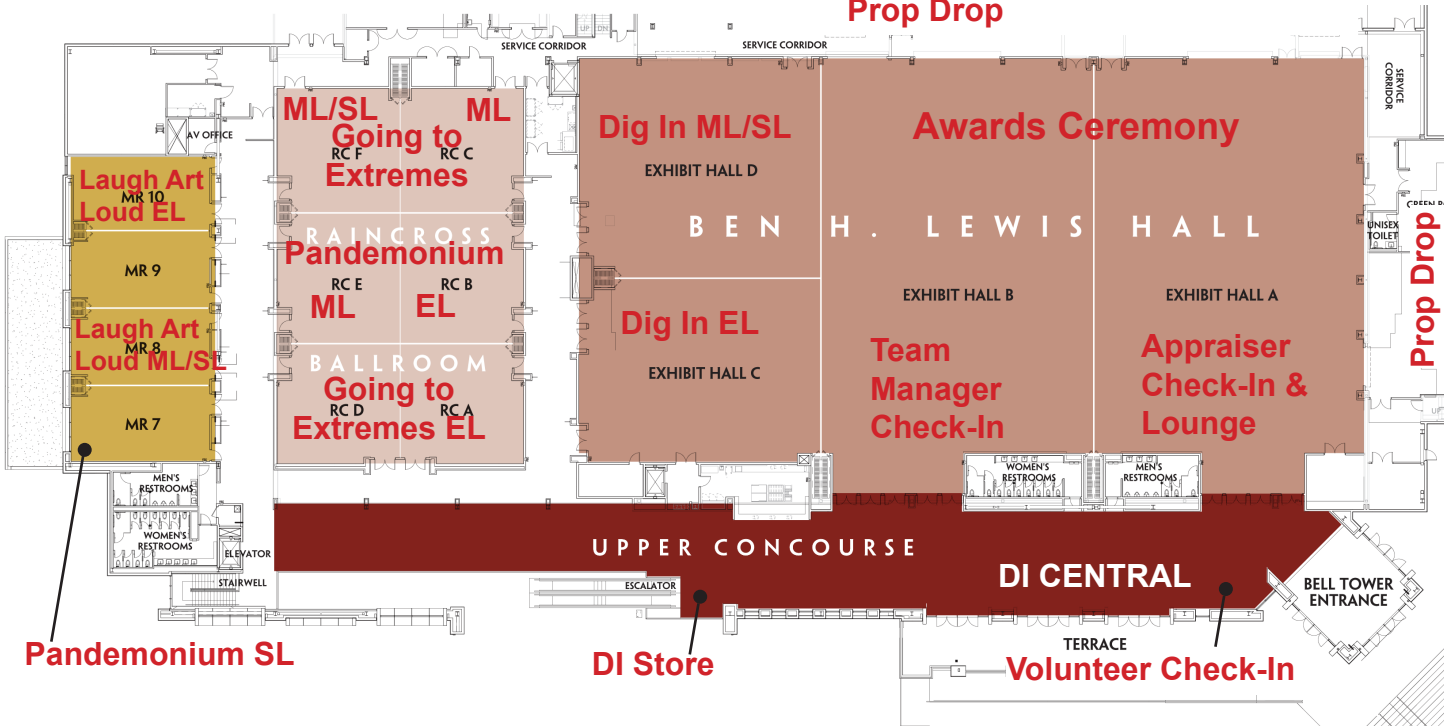 Prop Drop
UP
DN
SERVICE CORRIDOR
SERVICE CORRIDOR
SERVICE
CORRIDOR
AV OFFICE
ML/SL
ML
Going to
RC F
RC C
Extremes
Dig In ML/SL
EXHIBIT HALL D
Awards Ceremony
Laugh Art
MR 10
Loud EL
RAINCROSS
Pandemonium
BEN H. LEWIS HALL
UNISEX
TOILET
Prop Drop
MR 9
RC E
RC B
ML
EL
EXHIBIT HALL B
EXHIBIT HALL A
Laugh Art
MR 8
Loud ML/SL
BALLROOM
Going to
RC D
RC A
Extremes EL
Dig In EL
EXHIBIT HALL C
Team
Manager
Check-In
Appraiser
Check-In &
Lounge
MR 7
MEN'S
RESTROOMS
WOMEN'S
RESTROOMS
WOMEN'S
RESTROOMS
MEN'S
RESTROOMS
ELEVATOR
STAIRWELL
UPPER CONCOURSE
ESCALATOR
DI CENTRAL
BELL TOWER
ENTRANCE
TERRACE
Pandemonium SL
DI Store
Volunteer Check-In